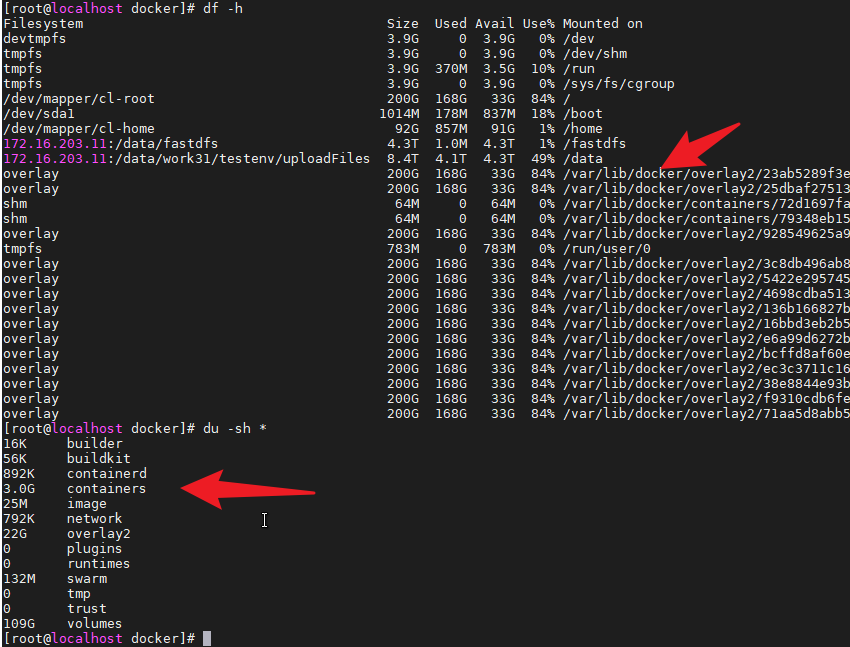 [root@localhost docker]# df -h
Filesystem                                   Size  Used Avail Use% Mounted on
devtmpfs                                     3.9G     0  3.9G   0% /dev
tmpfs                                        3.9G     0  3.9G   0% /dev/shm
tmpfs                                        3.9G  370M  3.5G  10% /run
tmpfs                                        3.9G     0  3.9G   0% /sys/fs/cgroup
/dev/mapper/cl-root                          200G  168G   33G  84% /
/dev/sda1                                   1014M  178M  837M  18% /boot
/dev/mapper/cl-home                           92G  857M   91G   1% /home
172.16.203.11:/data/fastdfs                  4.3T  1.0M  4.3T   1% /fastdfs
172.16.203.11:/data/work31/testenv/uploadFiles  8.4T  4.1T  4.3T  49% /data
overlay                                      200G  168G   33G  84% /var/lib/docker/overlay2/23ab5289f3e
overlay                                      200G  168G   33G  84% /var/lib/docker/overlay2/25dbaf27513
shm                                           64M     0   64M   0% /var/lib/docker/containers/72d1697fa
shm                                           64M     0   64M   0% /var/lib/docker/containers/79348eb15
overlay                                      200G  168G   33G  84% /var/lib/docker/overlay2/928549625a9
tmpfs                                        783M     0  783M   0% /run/user/0
overlay                                      200G  168G   33G  84% /var/lib/docker/overlay2/3c8db496ab8
overlay                                      200G  168G   33G  84% /var/lib/docker/overlay2/5422e295745
overlay                                      200G  168G   33G  84% /var/lib/docker/overlay2/4698cdba513
overlay                                      200G  168G   33G  84% /var/lib/docker/overlay2/136b166827b
overlay                                      200G  168G   33G  84% /var/lib/docker/overlay2/16bbd3eb2b5
overlay                                      200G  168G   33G  84% /var/lib/docker/overlay2/e6a99d6272b
overlay                                      200G  168G   33G  84% /var/lib/docker/overlay2/bcffd8af60e
overlay                                      200G  168G   33G  84% /var/lib/docker/overlay2/ec3c3711c16
overlay                                      200G  168G   33G  84% /var/lib/docker/overlay2/38e8844e93b
overlay                                      200G  168G   33G  84% /var/lib/docker/overlay2/f9310cdb6fe
overlay                                      200G  168G   33G  84% /var/lib/docker/overlay2/71aa5d8abb5
[root@localhost docker]# du -sh *
16K     builder
56K     buildkit
892K    containerd
3.0G    containers
25M     image
792K    network
22G     overlay2
0       plugins
0       runtimes
132M    swarm
0       tmp
0       trust
109G    volumes
[root@localhost docker]#